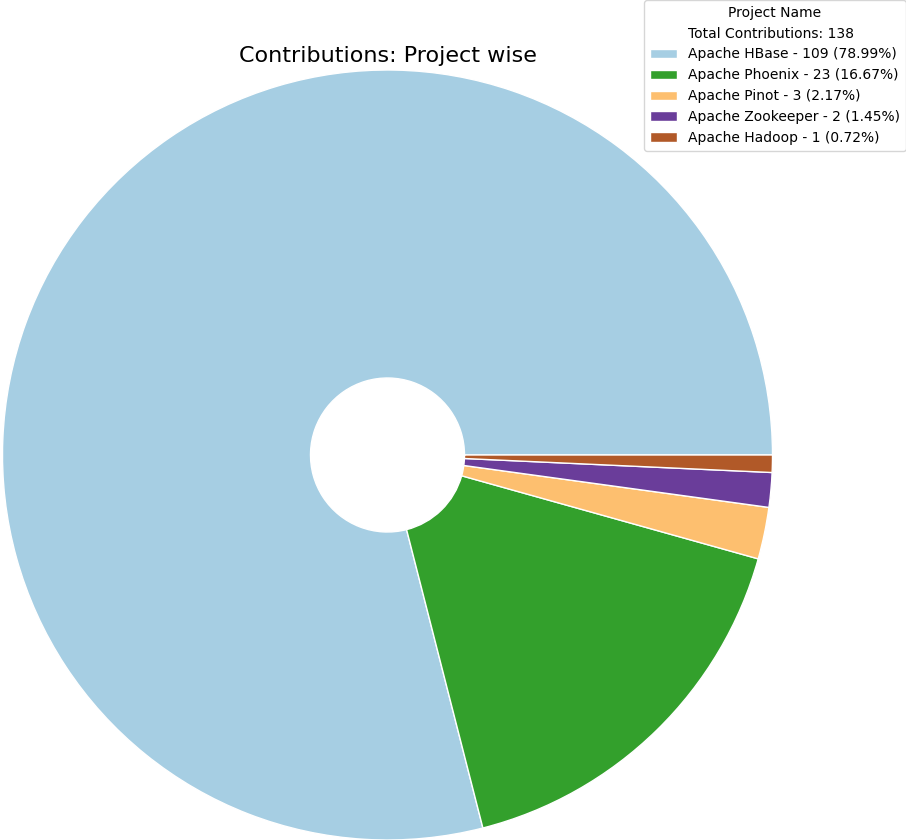 Contributions: Project wise
Project Name
Total Contributions: 138
Apache HBase - 109 (78.99%)
Apache Phoenix - 23 (16.67%)
Apache Pinot - 3 (2.17%)
Apache Zookeeper - 2 (1.45%)
Apache Hadoop - 1 (0.72%)